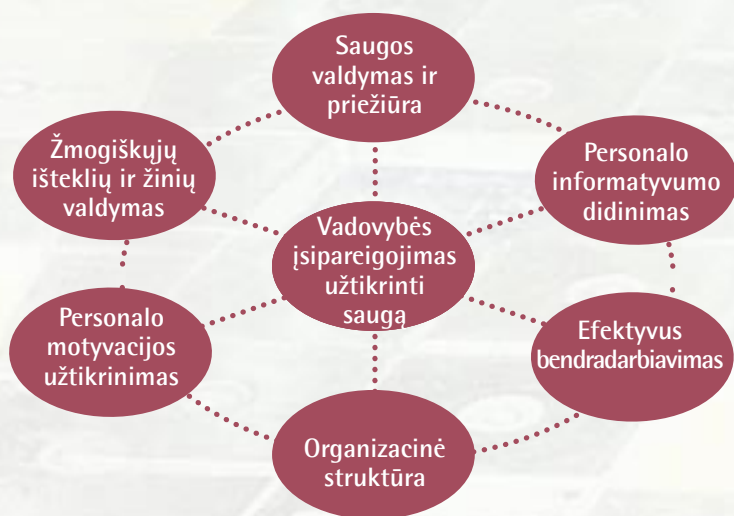 Saugos
valdymas ir
priežiūra
Žmogiškųjų
išteklių ir žinių
valdymas
Personalo
informatyvumo
didinimas
Vadovybės
įsipareigojimas
užtikrinti
saugą
Personalo
motyvacijos
užtikrinimas
Efektyvus
bendradarbiavimas
Organizacinė
struktūra